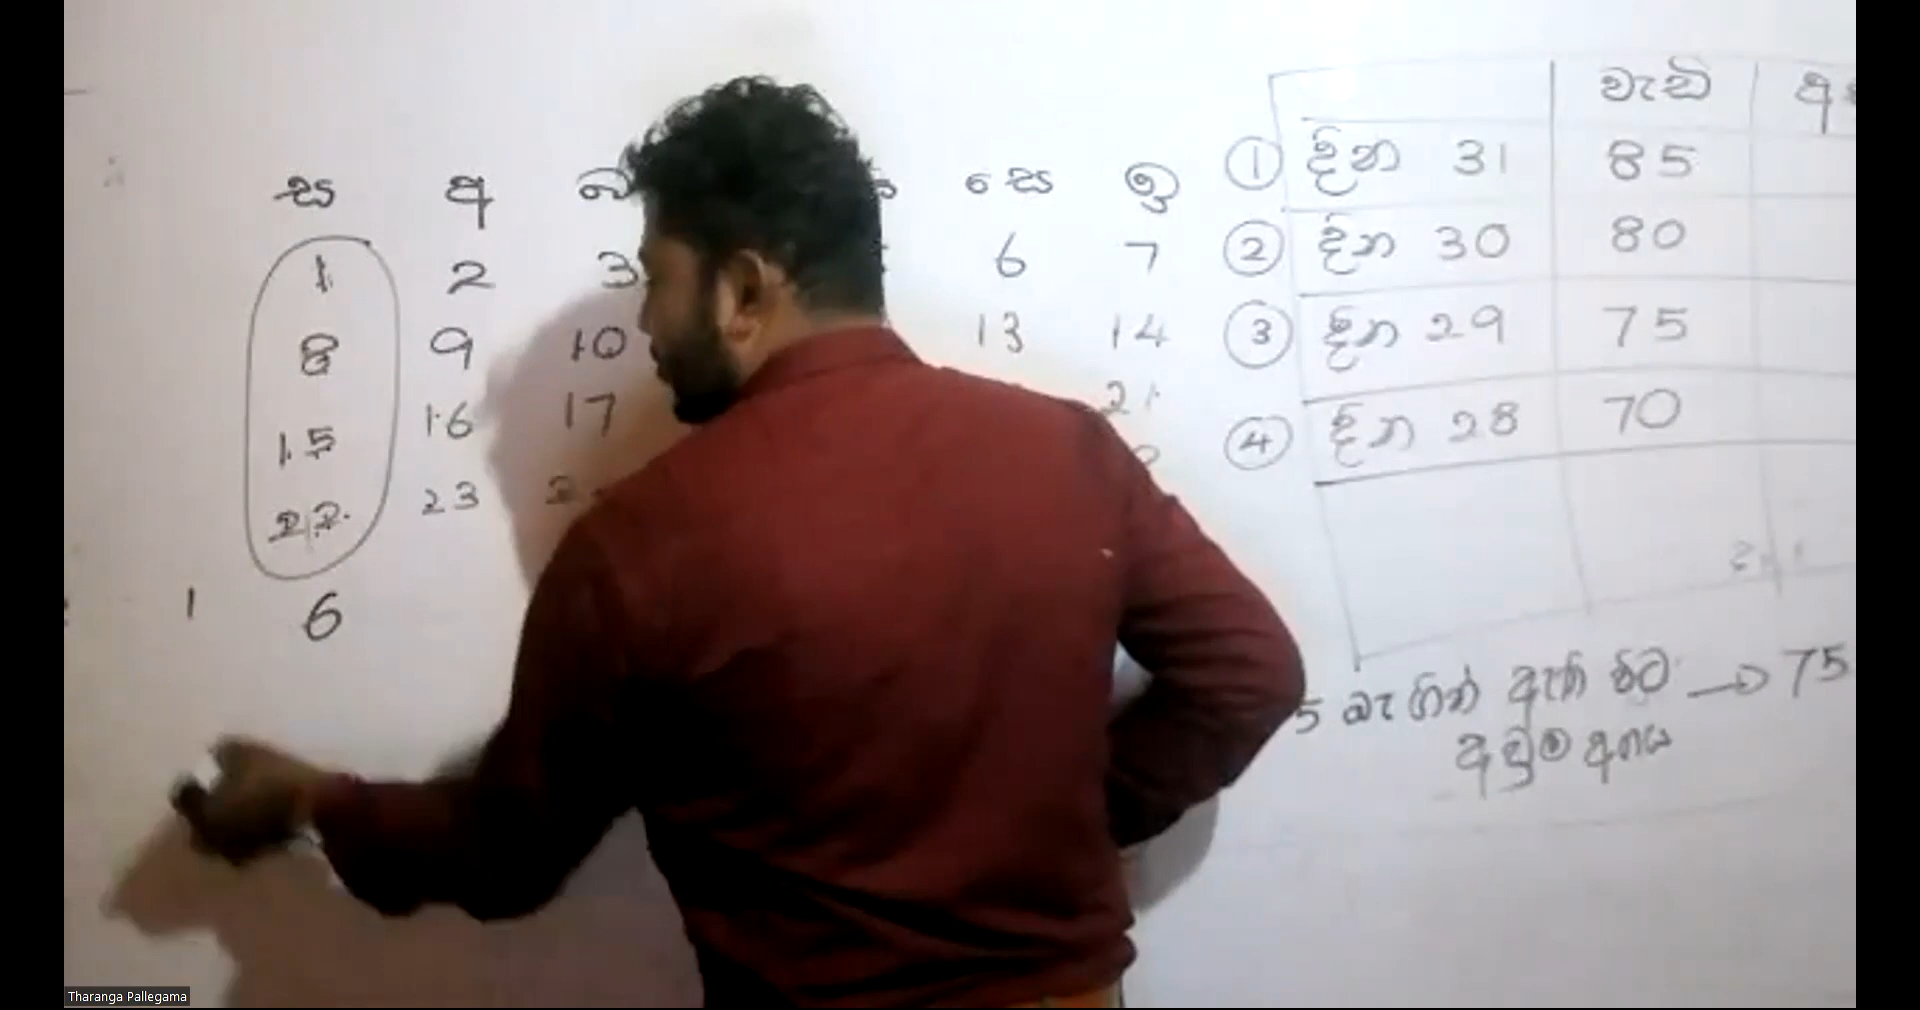 ස අ බ සෙ ඉ
1 2 3 6 7
8 9 10 13 14
15 16 17 21
22 23
1 6
වැඩි
① දින 31 85
② දින 30 80
③ දින 29 75
④ දින 28 70
5 බැගින් ඇති විට → 75
අවුම අගය
Tharanga Pallegama